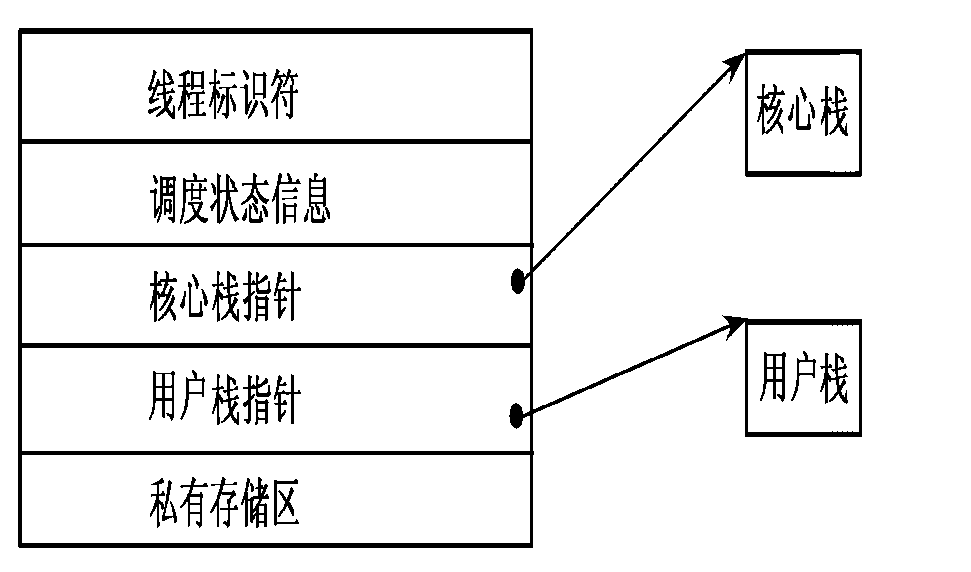 线程标识符
调度状态信息
核心栈指针
用户栈指针
私有存储区
核心栈
用户栈